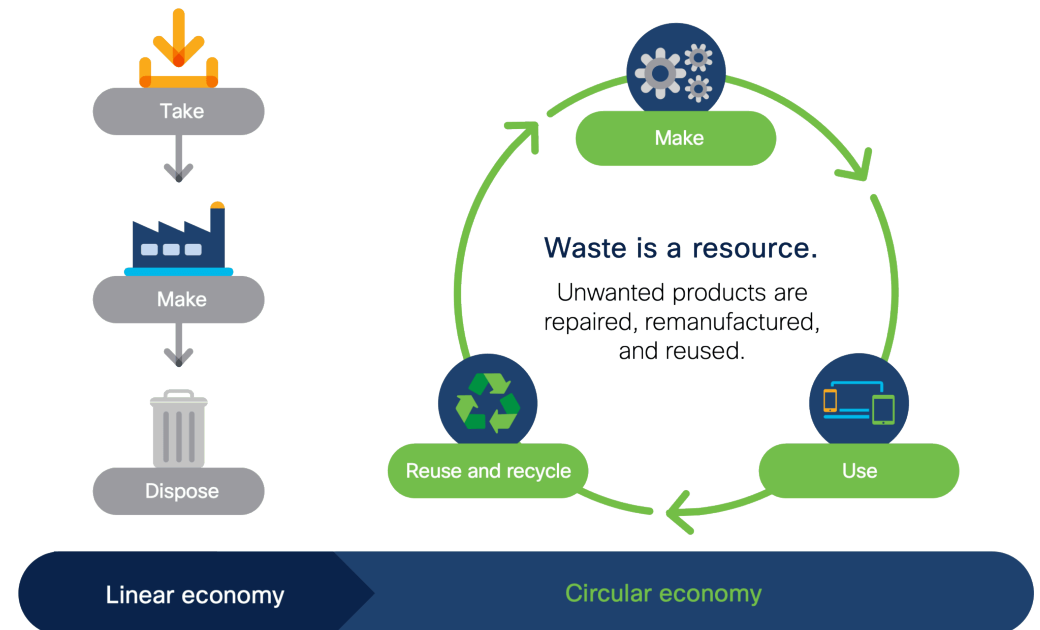 Take
Make
Dispose
Make
Waste is a resource.
Unwanted products are
repaired, remanufactured,
and reused.
Reuse and recycle
Use
Linear economy
Circular economy